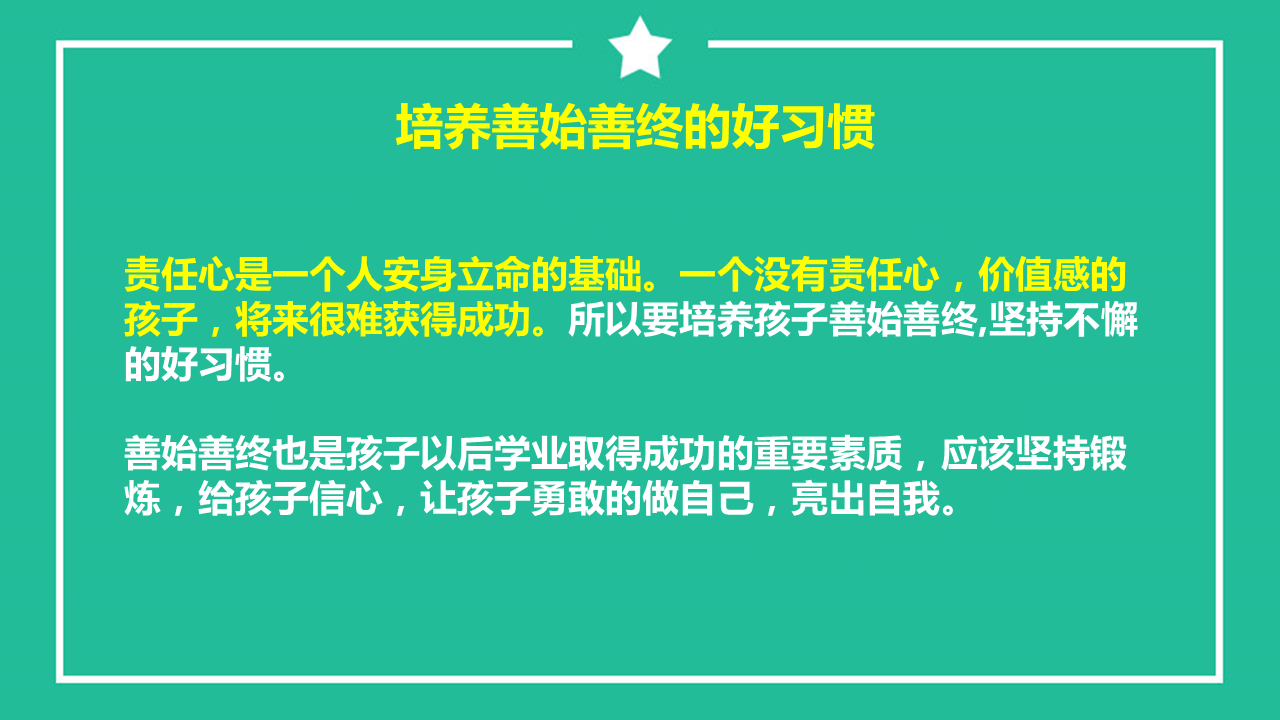 培养善始善终的好习惯
责任心是一个人安身立命的基础。一个没有责任心，价值感的
孩子，将来很难获得成功。所以要培养孩子善始善终,坚持不懈
的好习惯。
善始善终也是孩子以后学业取得成功的重要素质，应该坚持锻
炼，给孩子信心，让孩子勇敢的做自己，亮出自我。